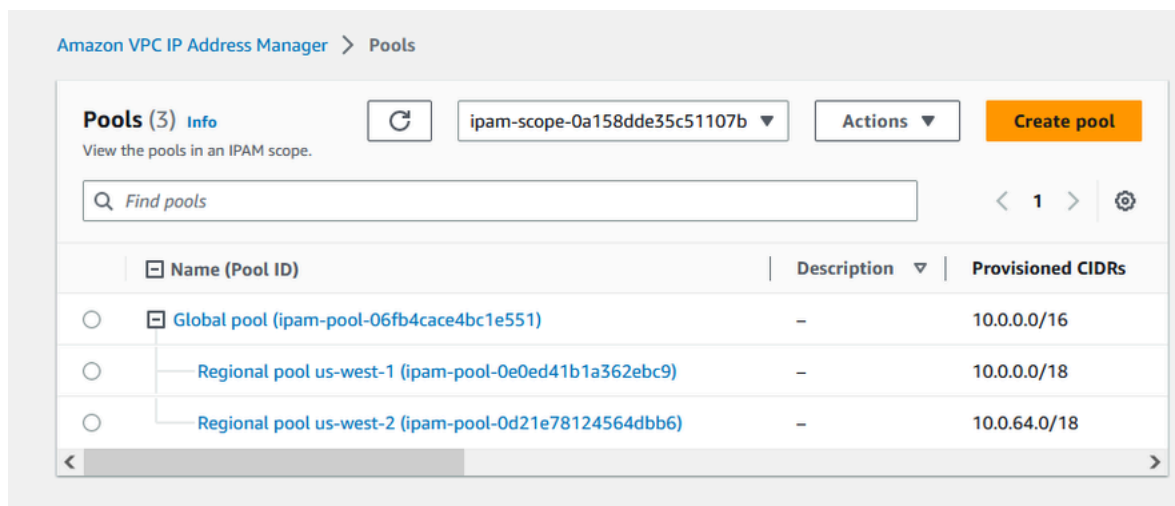 Amazon VPC IP Address Manager > Pools
Pools (3) Info
ipam-scope-0a158dde35c51107b
Actions
Create pool
View the pools in an IPAM scope.
Find pools
1
Name (Pool ID) Description Provisioned CIDRs
Global pool (ipam-pool-06fb4cace4bc1e551) – 10.0.0.0/16
Regional pool us-west-1 (ipam-pool-0e0ed41b1a362ebc9) – 10.0.0.0/18
Regional pool us-west-2 (ipam-pool-0d21e78124564dbb6) – 10.0.64.0/18